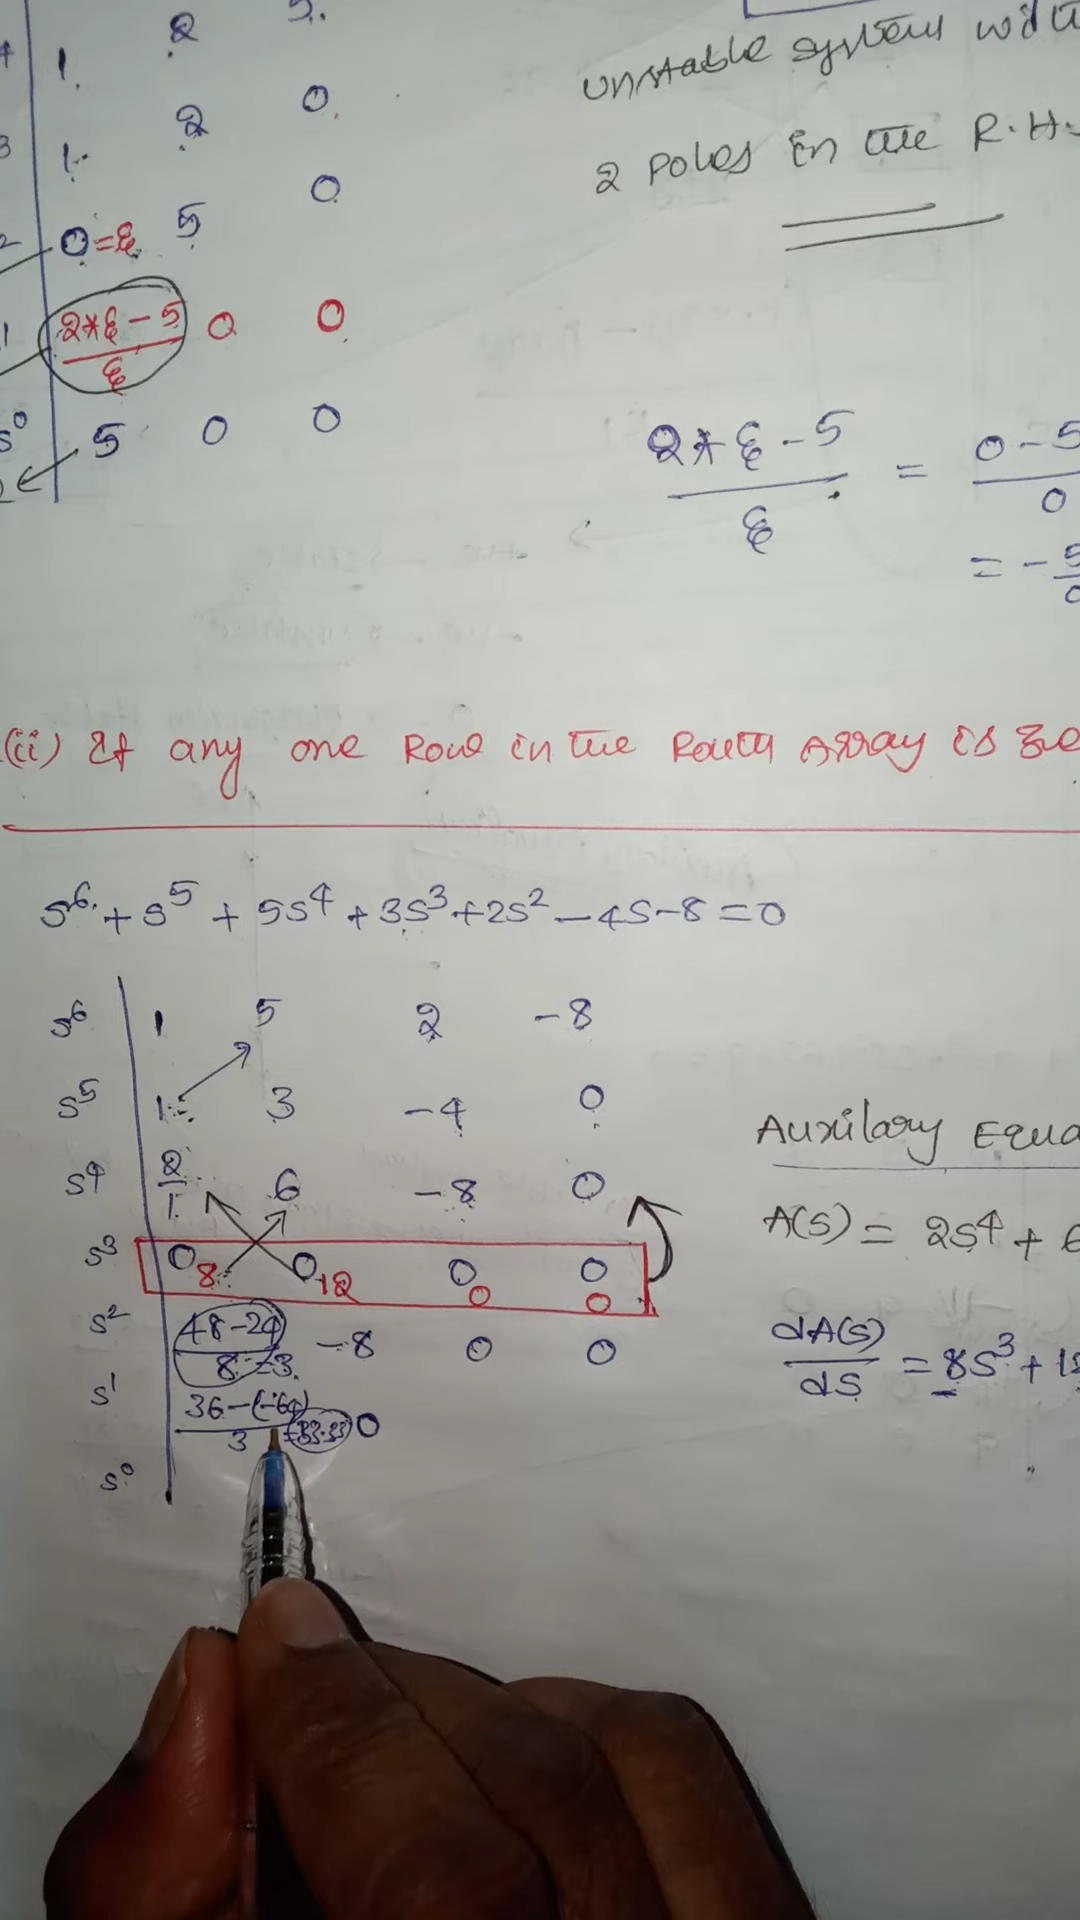 4 1 2 5.
3 1 2 0
2 0=ε 5 0
1 2*ε-5/ε 0 0
s⁰ 5 0 0
unstable system with
2 poles in the R.H.
2*ε-5/ε = 0-5/0
= -5/0
(ii) If any one Row in the Routh Array is ze
s⁶ + s⁵ + 5s⁴ + 3s³ + 2s² - 4s - 8 = 0
s⁶ 1 5 2 -8
s⁵ 1 3 -4 0
s⁴ 2/1 6 -8 0
s³ 0 8 0 12 0 0 0 0
s² 48-24/8 =3 -8 0 0
s¹ 36-(-64)/3 =33.33 0
s⁰
Auxilary Equa
A(s) = 2s⁴ + 6
dA(s)/ds = 8s³ + 12